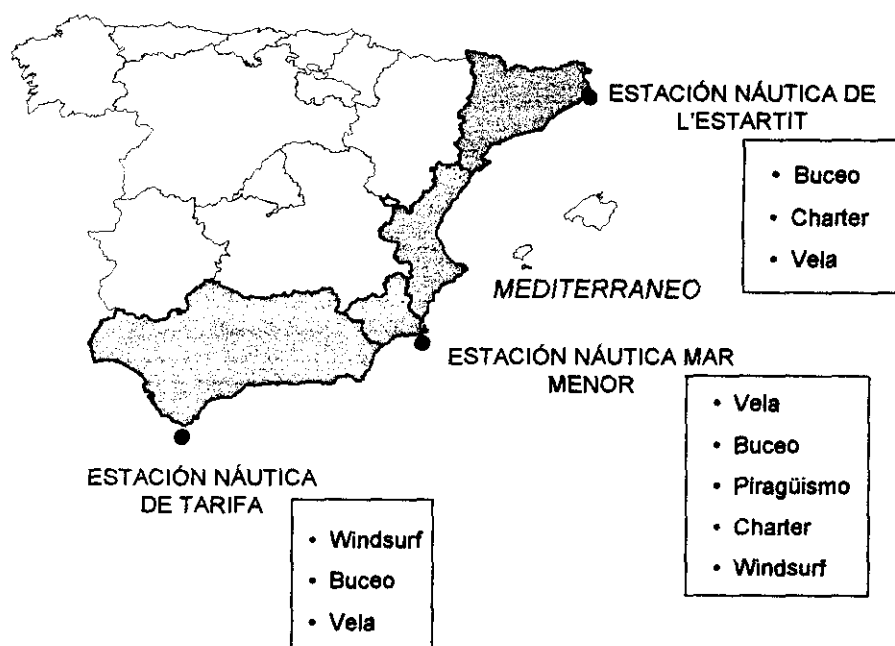 ESTACIÓN NÁUTICA DE
L'ESTARTIT
• Buceo
• Charter
• Vela
MEDITERRANEO
ESTACIÓN NÁUTICA MAR
MENOR
• Vela
• Buceo
• Piragüismo
• Charter
• Windsurf
ESTACIÓN NÁUTICA
DE TARIFA
• Windsurf
• Buceo
• Vela